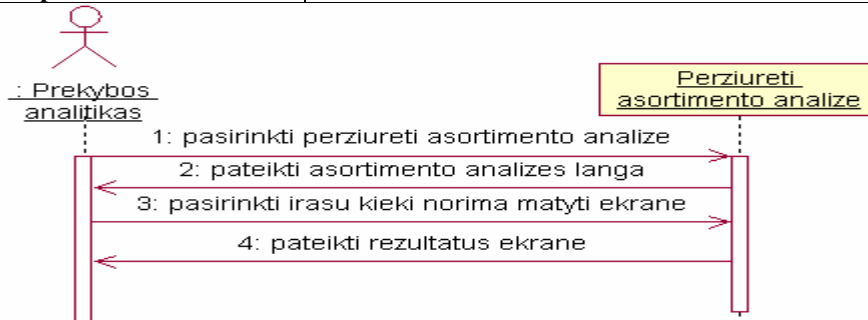 : Prekybos
analitikas
Perziureti
asortimento analize
1: pasirinkti perziureti asortimento analize
2: pateikti asortimento analizes langa
3: pasirinkti irasu kieki norima matyti ekrane
4: pateikti rezultatus ekrane